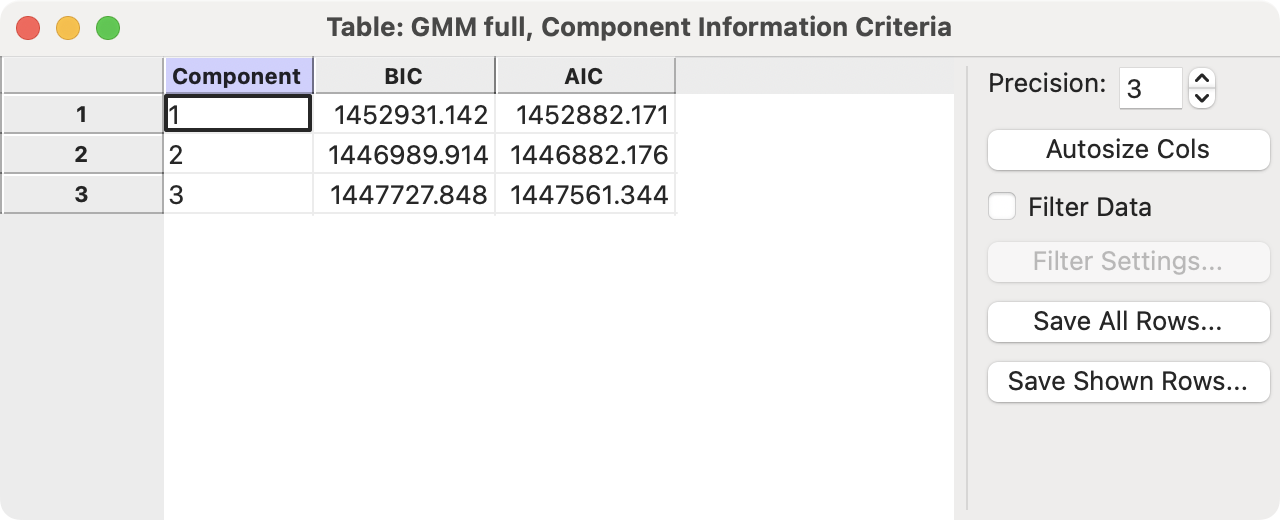 Table: GMM full, Component Information Criteria
Component BIC AIC
1 1 1452931.142 1452882.171
2 2 1446989.914 1446882.176
3 3 1447727.848 1447561.344
Precision: 3
Autosize Cols
Filter Data
Filter Settings...
Save All Rows...
Save Shown Rows...